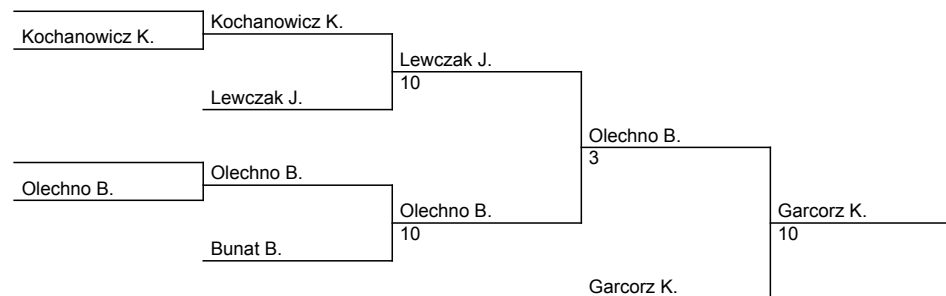 Kochanowicz K.
Kochanowicz K.
Lewczak J.
10
Lewczak J.
Olechno B.
3
Olechno B.
Olechno B.
Olechno B.
10
Garcorz K.
10
Bunat B.
Garcorz K.